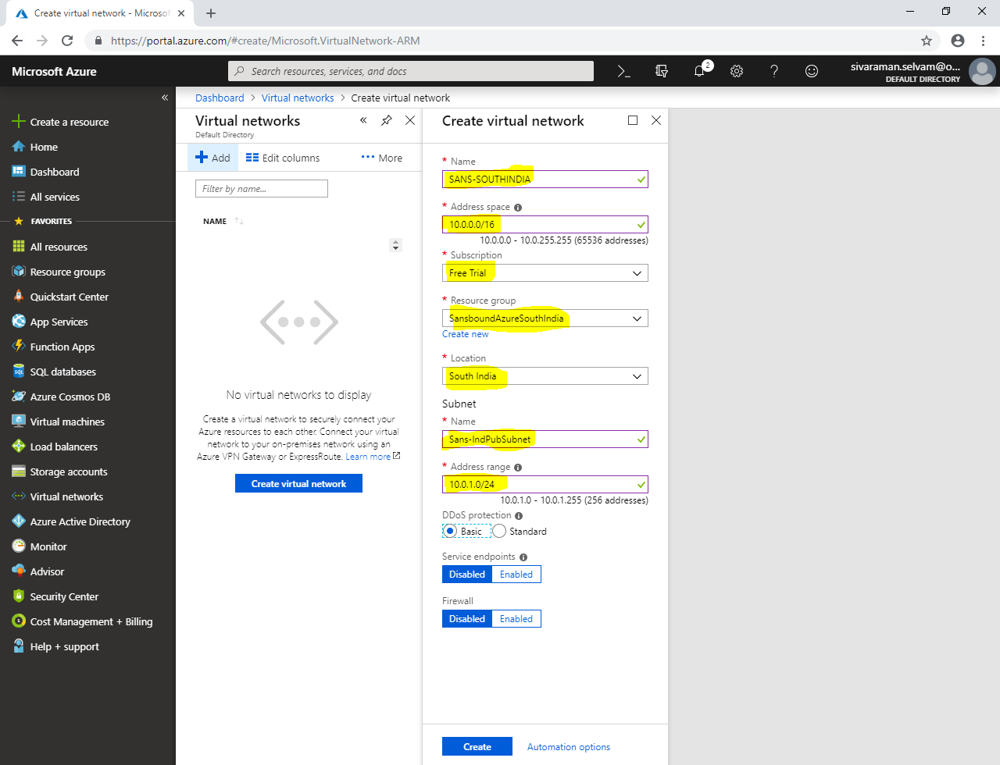 Create virtual network - Microsof
https://portal.azure.com/#create/Microsoft.VirtualNetwork-ARM
Microsoft Azure
Search resources, services, and docs
2
sivaraman.selvam@o...
DEFAULT DIRECTORY
Create a resource
Home
Dashboard
All services
FAVORITES
All resources
Resource groups
Quickstart Center
App Services
Function Apps
SQL databases
Azure Cosmos DB
Virtual machines
Load balancers
Storage accounts
Virtual networks
Azure Active Directory
Monitor
Advisor
Security Center
Cost Management + Billing
Help + support
Dashboard > Virtual networks > Create virtual network
Virtual networks
Default Directory
Add Edit columns ••• More
Filter by name...
NAME
No virtual networks to display
Create a virtual network to securely connect your
Azure resources to each other. Connect your virtual
network to your on-premises network using an
Azure VPN Gateway or ExpressRoute. Learn more
Create virtual network
Create virtual network
* Name
SANS-SOUTHINDIA
* Address space
10.0.0.0/16
10.0.0.0 - 10.0.255.255 (65536 addresses)
* Subscription
Free Trial
* Resource group
SansboundAzureSouthIndia
Create new
* Location
South India
Subnet
* Name
Sans-IndPubSubnet
* Address range
10.0.1.0/24
10.0.1.0 - 10.0.1.255 (256 addresses)
DDoS protection
Basic Standard
Service endpoints
Disabled Enabled
Firewall
Disabled Enabled
Create Automation options